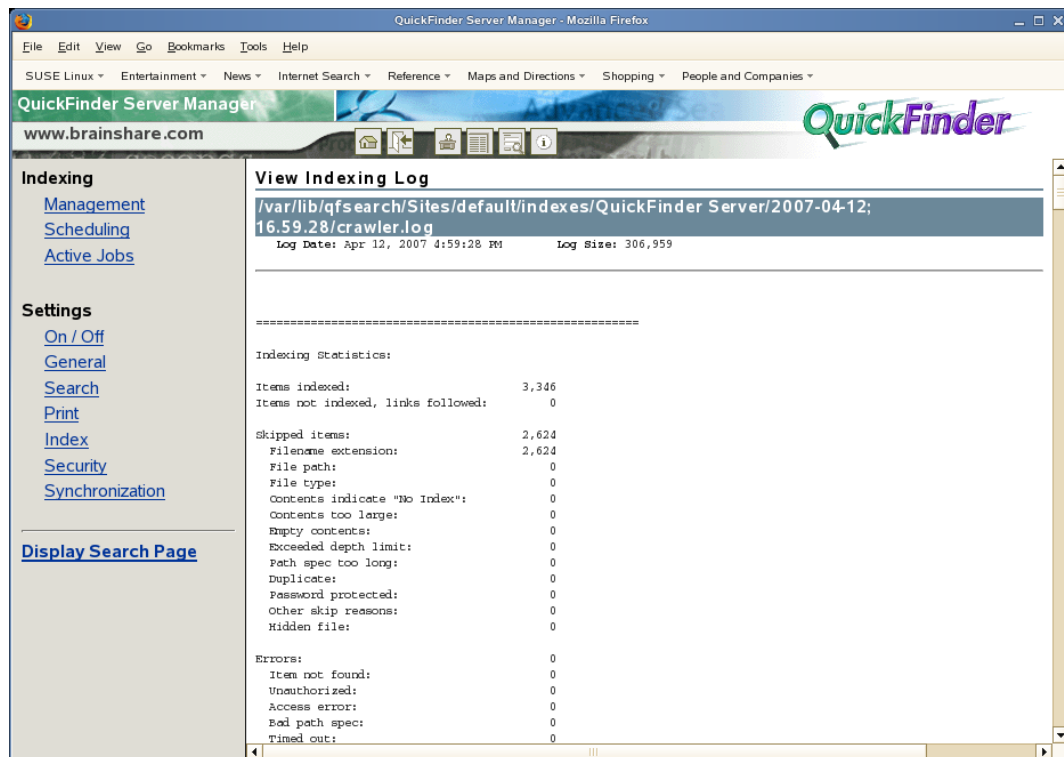 QuickFinder Server Manager - Mozilla Firefox
File Edit View Go Bookmarks Tools Help
SUSE Linux Entertainment News Internet Search Reference Maps and Directions Shopping People and Companies
QuickFinder Server Manager
Advanced Sea
www.brainshare.com
QuickFinder
Indexing
Management
Scheduling
Active Jobs
Settings
On / Off
General
Search
Print
Index
Security
Synchronization
Display Search Page
View Indexing Log
/var/lib/qfsearch/Sites/default/indexes/QuickFinder Server/2007-04-12;
16.59.28/crawler.log
Log Date: Apr 12, 2007 4:59:28 PM Log Size: 306,959
========================================================
Indexing Statistics:
Items indexed: 3,346
Items not indexed, links followed: 0
Skipped items: 2,624
Filename extension: 2,624
File path: 0
File type: 0
Contents indicate "No Index": 0
Contents too large: 0
Empty contents: 0
Exceeded depth limit: 0
Path spec too long: 0
Duplicate: 0
Password protected: 0
Other skip reasons: 0
Hidden file: 0
Errors: 0
Item not found: 0
Unauthorized: 0
Access error: 0
Bad path spec: 0
Timed out: 0